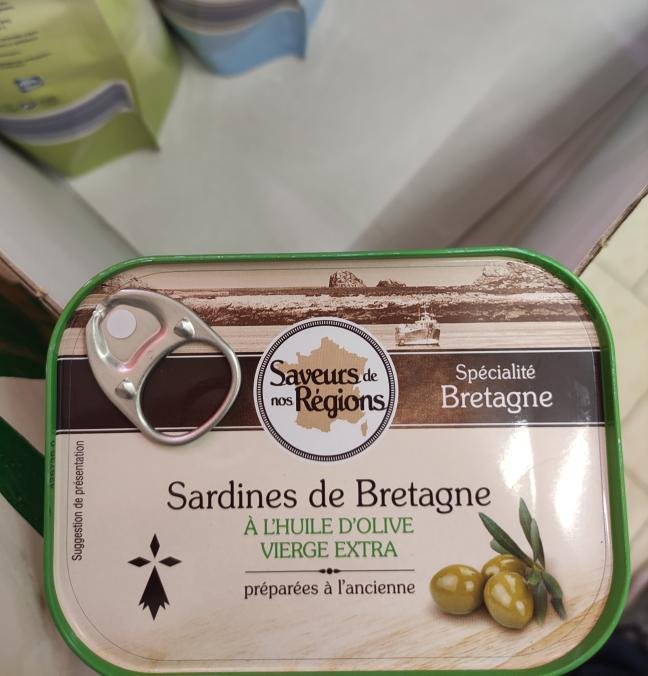 Saveurs de
nos Régions
Spécialité
Bretagne
Suggestion de présentation
Sardines de Bretagne
À L'HUILE D'OLIVE
VIERGE EXTRA
préparées à l'ancienne